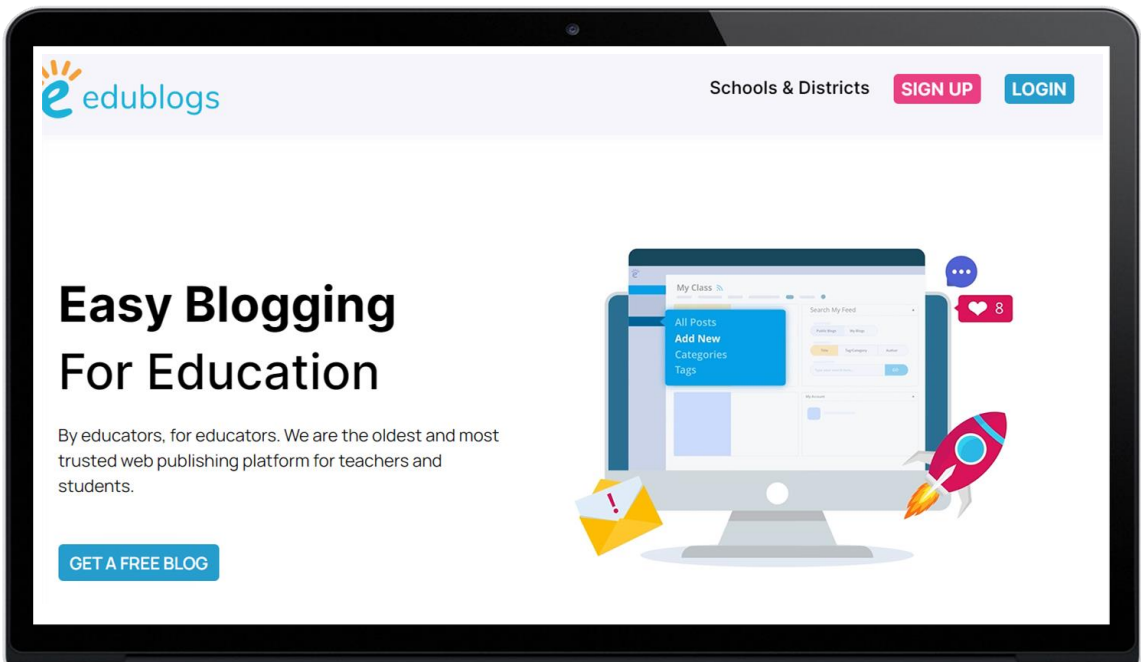 edublogs
Schools & Districts
SIGN UP
LOGIN
Easy Blogging
For Education
By educators, for educators. We are the oldest and most
trusted web publishing platform for teachers and
students.
GET A FREE BLOG
My Class
All Posts
Add New
Categories
Tags
Search My Feed
My Account
8